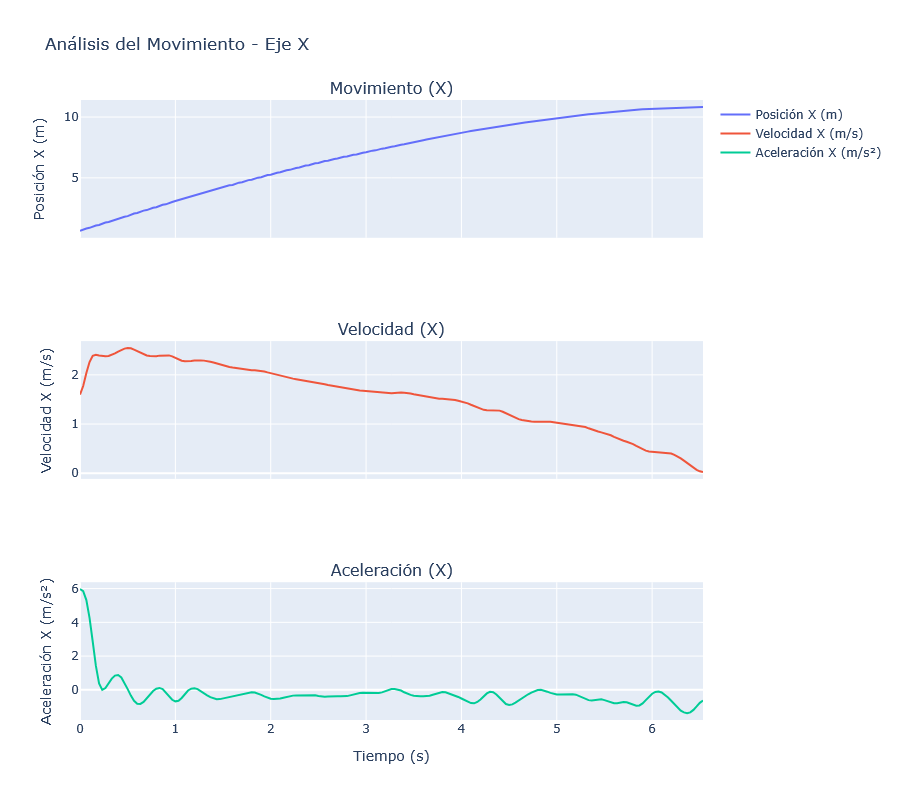 Análisis del Movimiento - Eje X
Movimiento (X)
Posición X (m)
10
5
Posición X (m)
Velocidad X (m/s)
Aceleración X (m/s²)
Velocidad (X)
Velocidad X (m/s)
2
1
0
Aceleración (X)
Aceleración X (m/s²)
6
4
2
0
0 1 2 3 4 5 6
Tiempo (s)